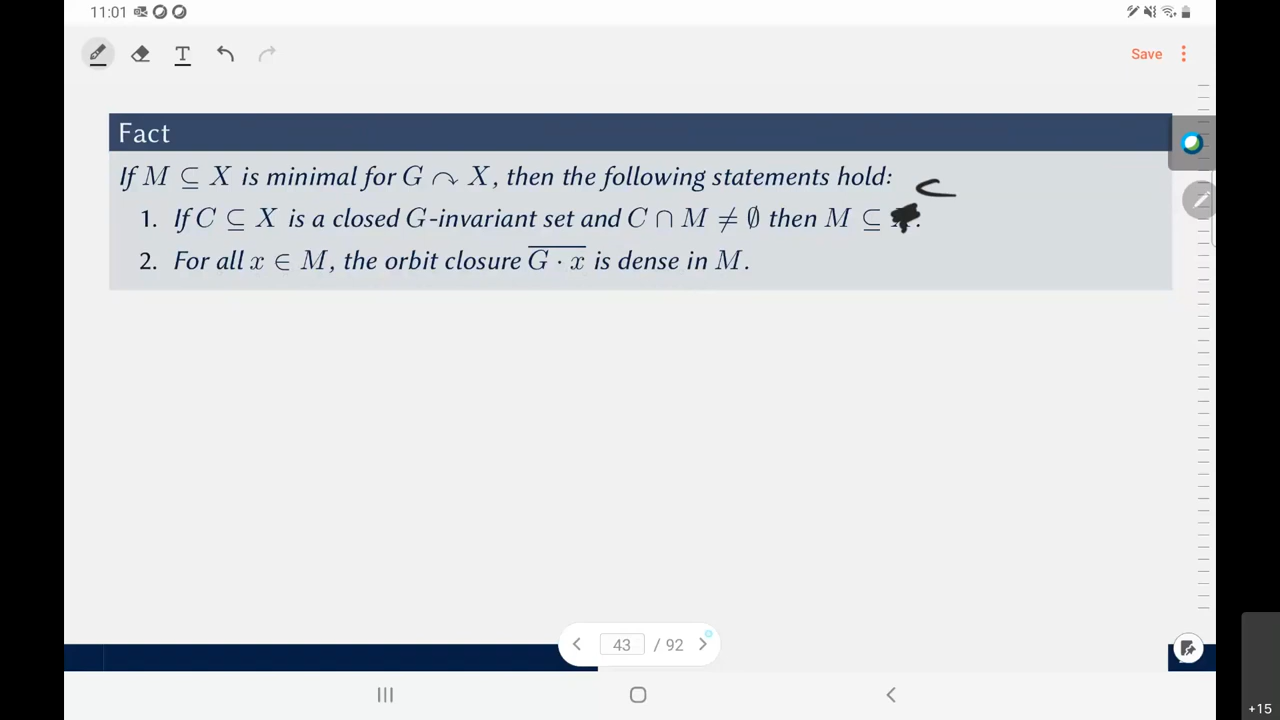 11:01
Save
Fact
If M ⊆ X is minimal for G ↷ X, then the following statements hold:
1. If C ⊆ X is a closed G-invariant set and C ∩ M ≠ ∅ then M ⊆ C.
2. For all x ∈ M, the orbit closure \overline{G · x} is dense in M.
43 / 92
+15